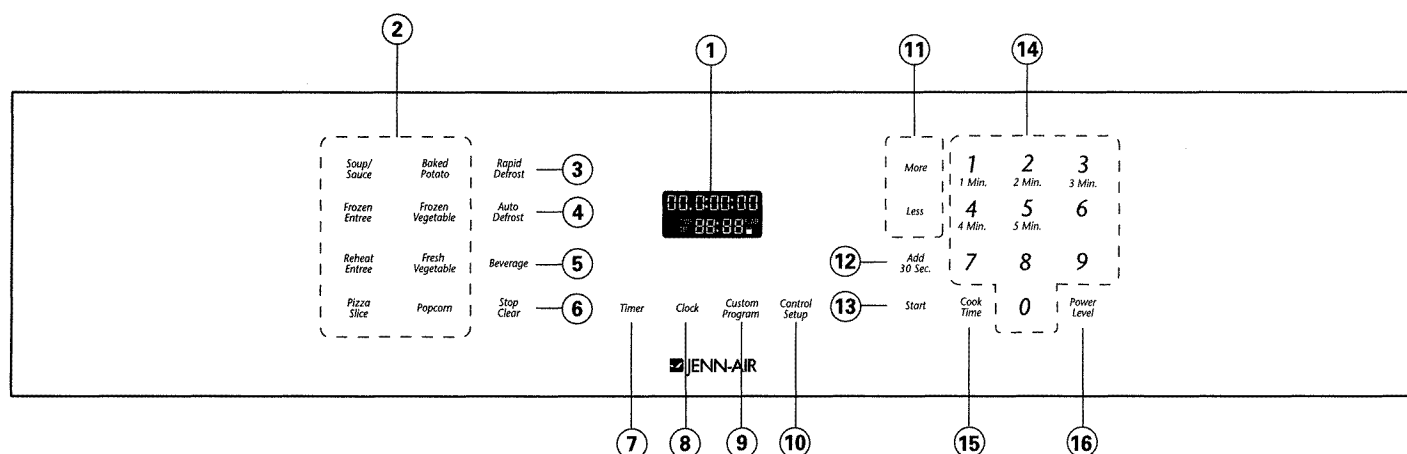 2
1
11
14
Soup/
Sauce
Baked
Potato
Rapid
Defrost
3
More
1
1 Min.
2
2 Min.
3
3 Min.
Frozen
Entree
Frozen
Vegetable
Auto
Defrost
4
00.0:00:00
88:88
Less
4
4 Min.
5
5 Min.
6
Reheat
Entree
Fresh
Vegetable
Beverage
5
12
Add
30 Sec.
7
8
9
Pizza
Slice
Popcorn
Stop
Clear
6
Timer
Clock
Custom
Program
Control
Setup
13
Start
Cook
Time
0
Power
Level
JENN-AIR
7
8
9
10
15
16